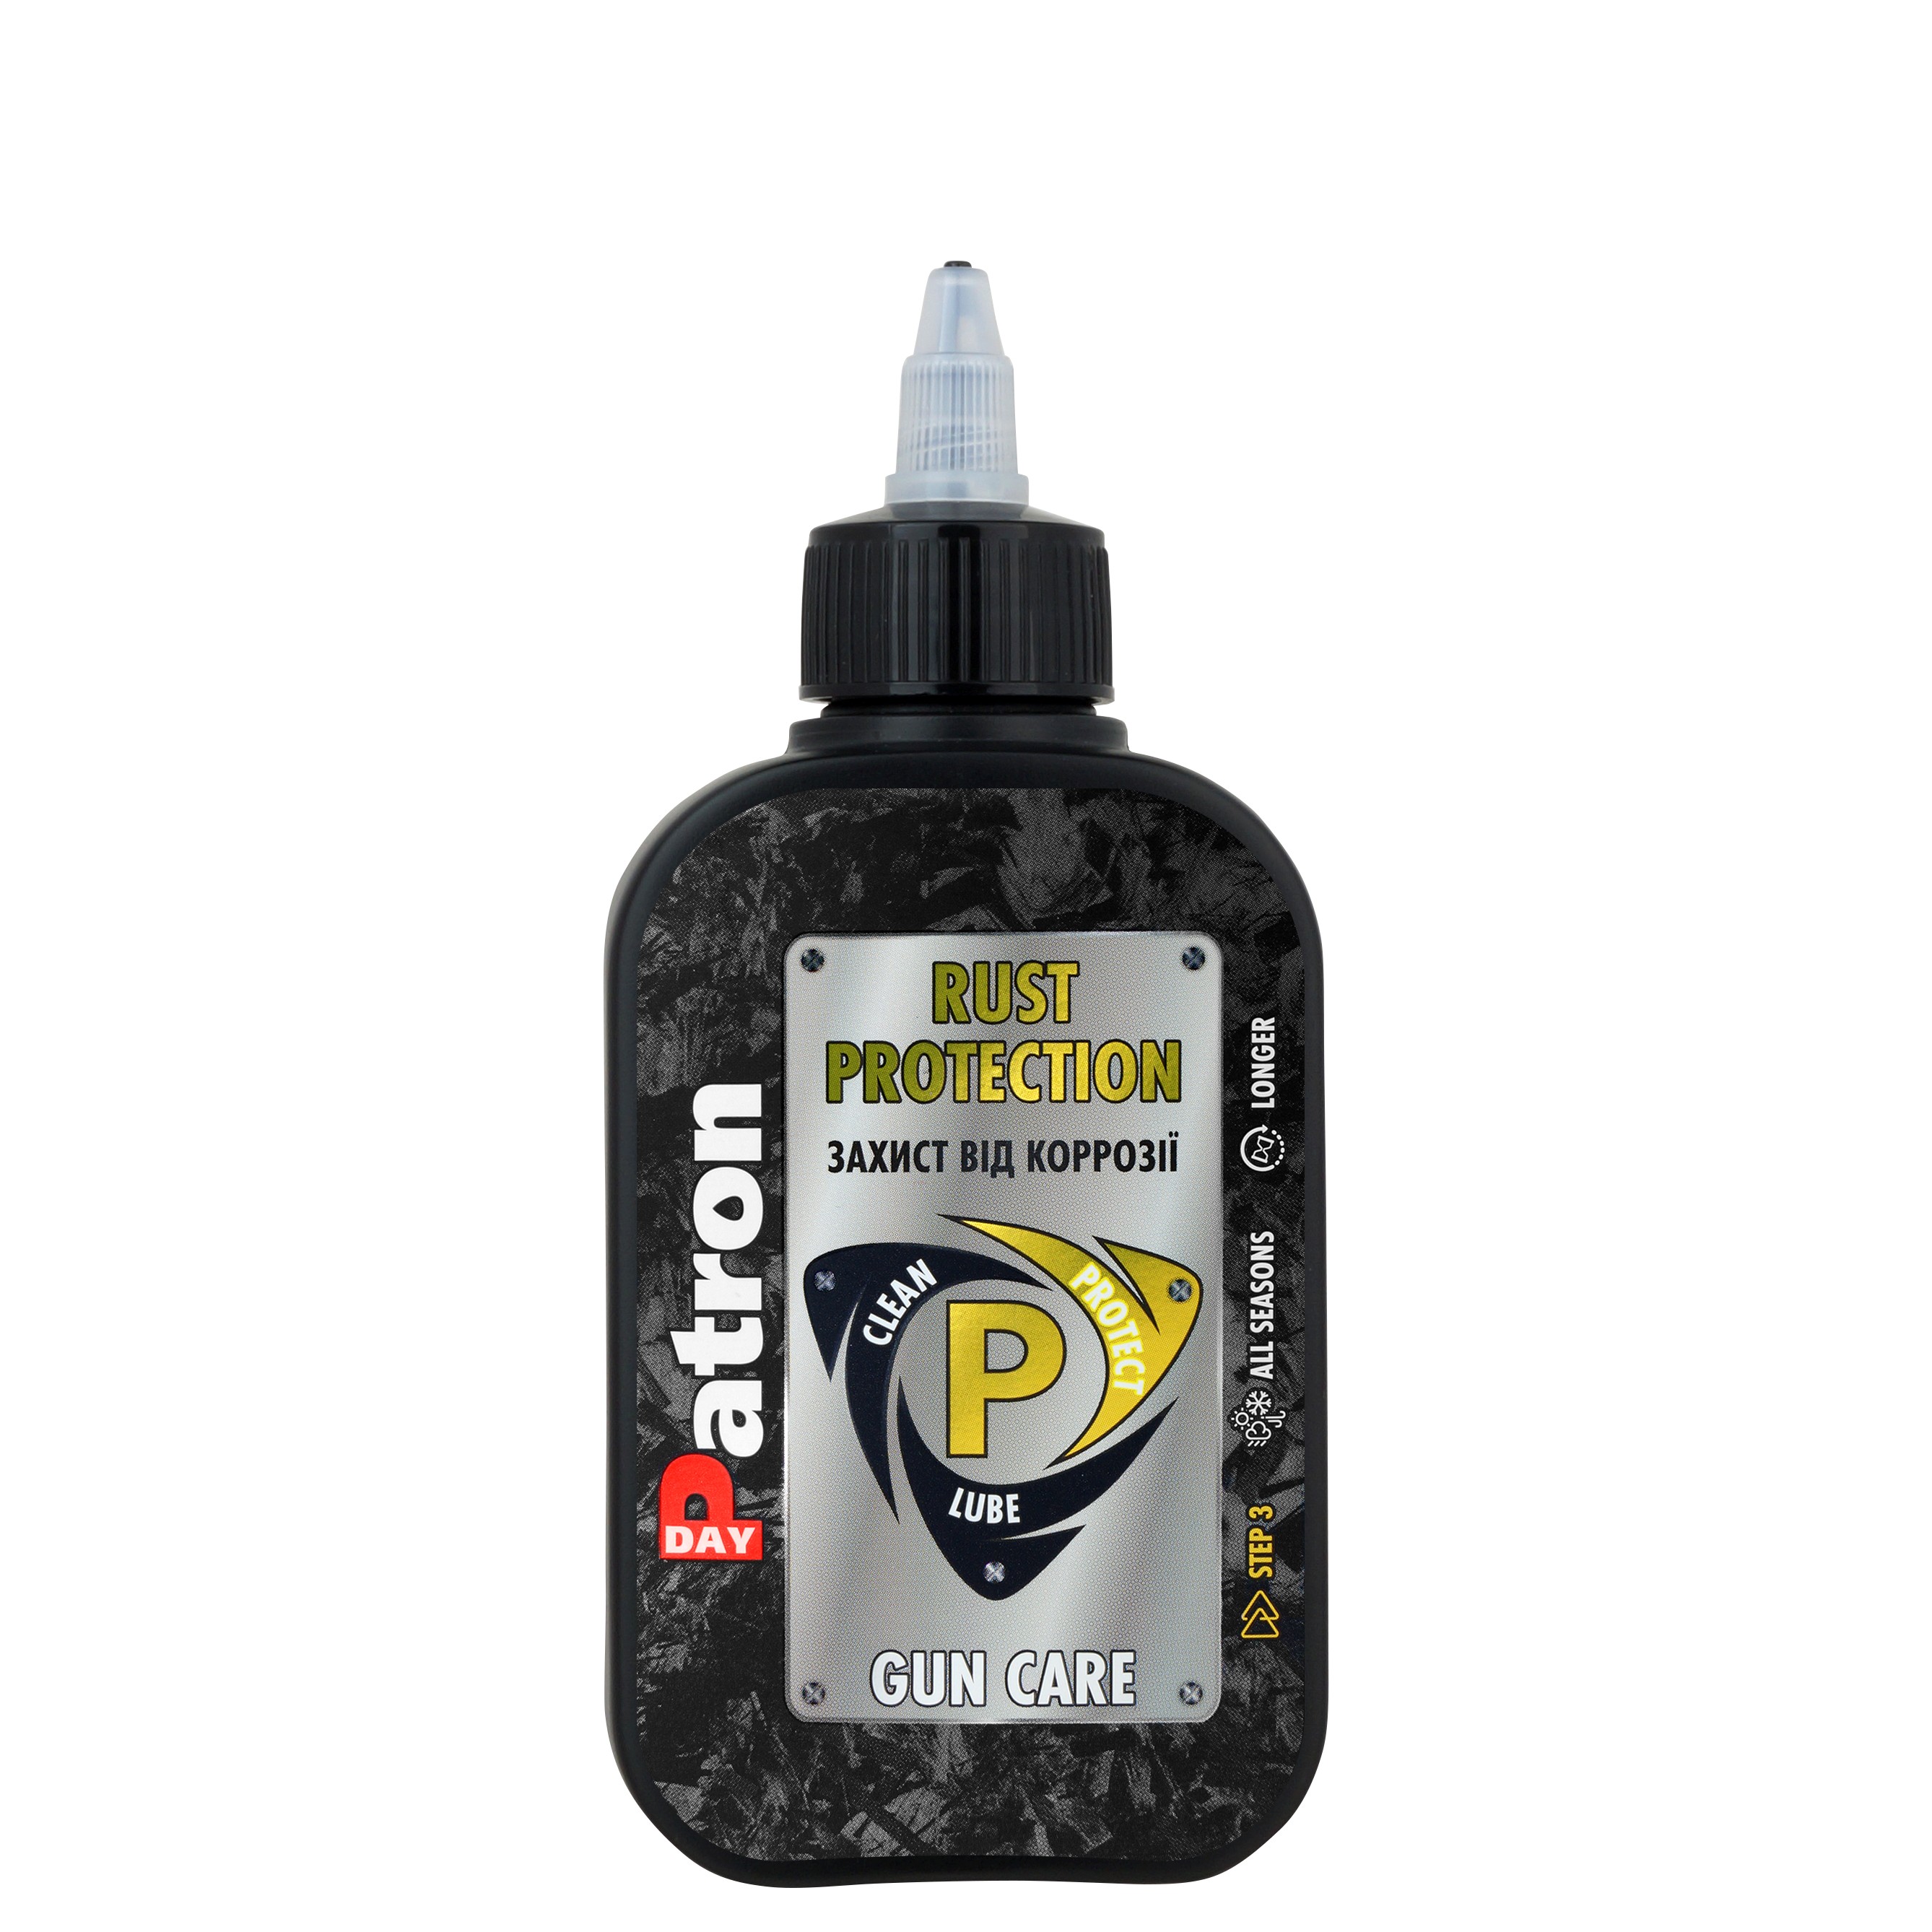 RUST
PROTECTION
ЗАХИСТ ВІД КОРРОЗІЇ
CLEAN
PROTECT
P
LUBE
GUN CARE
Patron
DAY
STEP 3
ALL SEASONS
LONGER